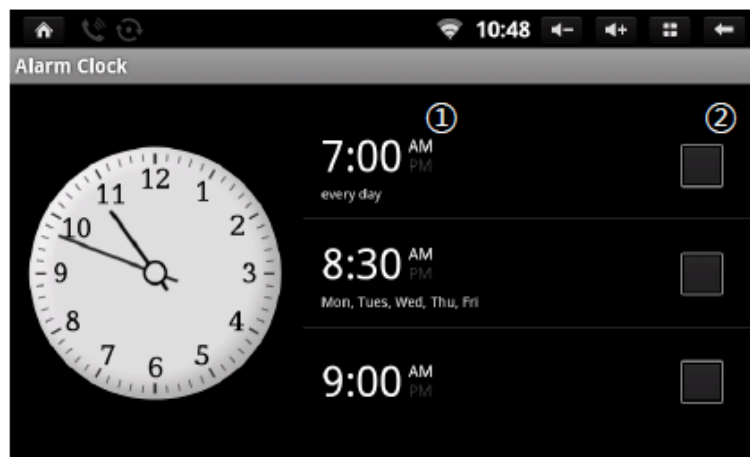 10:48
Alarm Clock
① ②
7:00 AM PM
every day
8:30 AM PM
Mon, Tues, Wed, Thu, Fri
9:00 AM PM
12
1
2
3
4
5
6
7
8
9
10
11